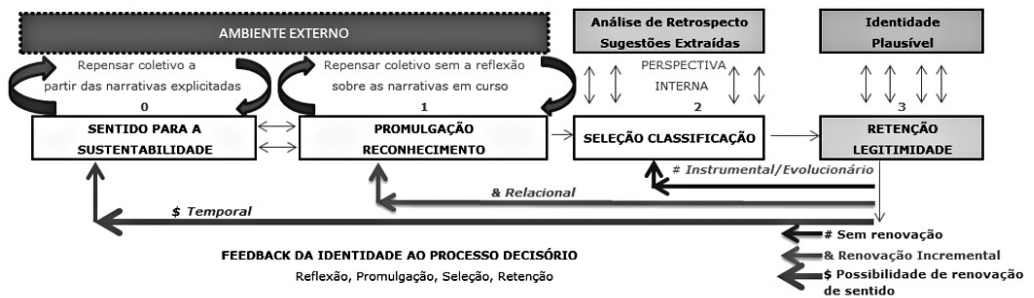 AMBIENTE EXTERNO
Análise de Retrospecto
Sugestões Extraídas
Identidade
Plausível
Repensar coletivo a
partir das narrativas explicitadas
0
Repensar coletivo sem a reflexão
sobre as narrativas em curso
1
PERSPECTIVA
INTERNA
2
3
SENTIDO PARA A
SUSTENTABILIDADE
PROMULGAÇÃO
RECONHECIMENTO
SELEÇÃO CLASSIFICAÇÃO
RETENÇÃO
LEGITIMIDADE
# Instrumental/Evolucionário
& Relacional
$ Temporal
# Sem renovação
& Renovação Incremental
$ Possibilidade de renovação
de sentido
FEEDBACK DA IDENTIDADE AO PROCESSO DECISÓRIO
Reflexão, Promulgação, Seleção, Retenção